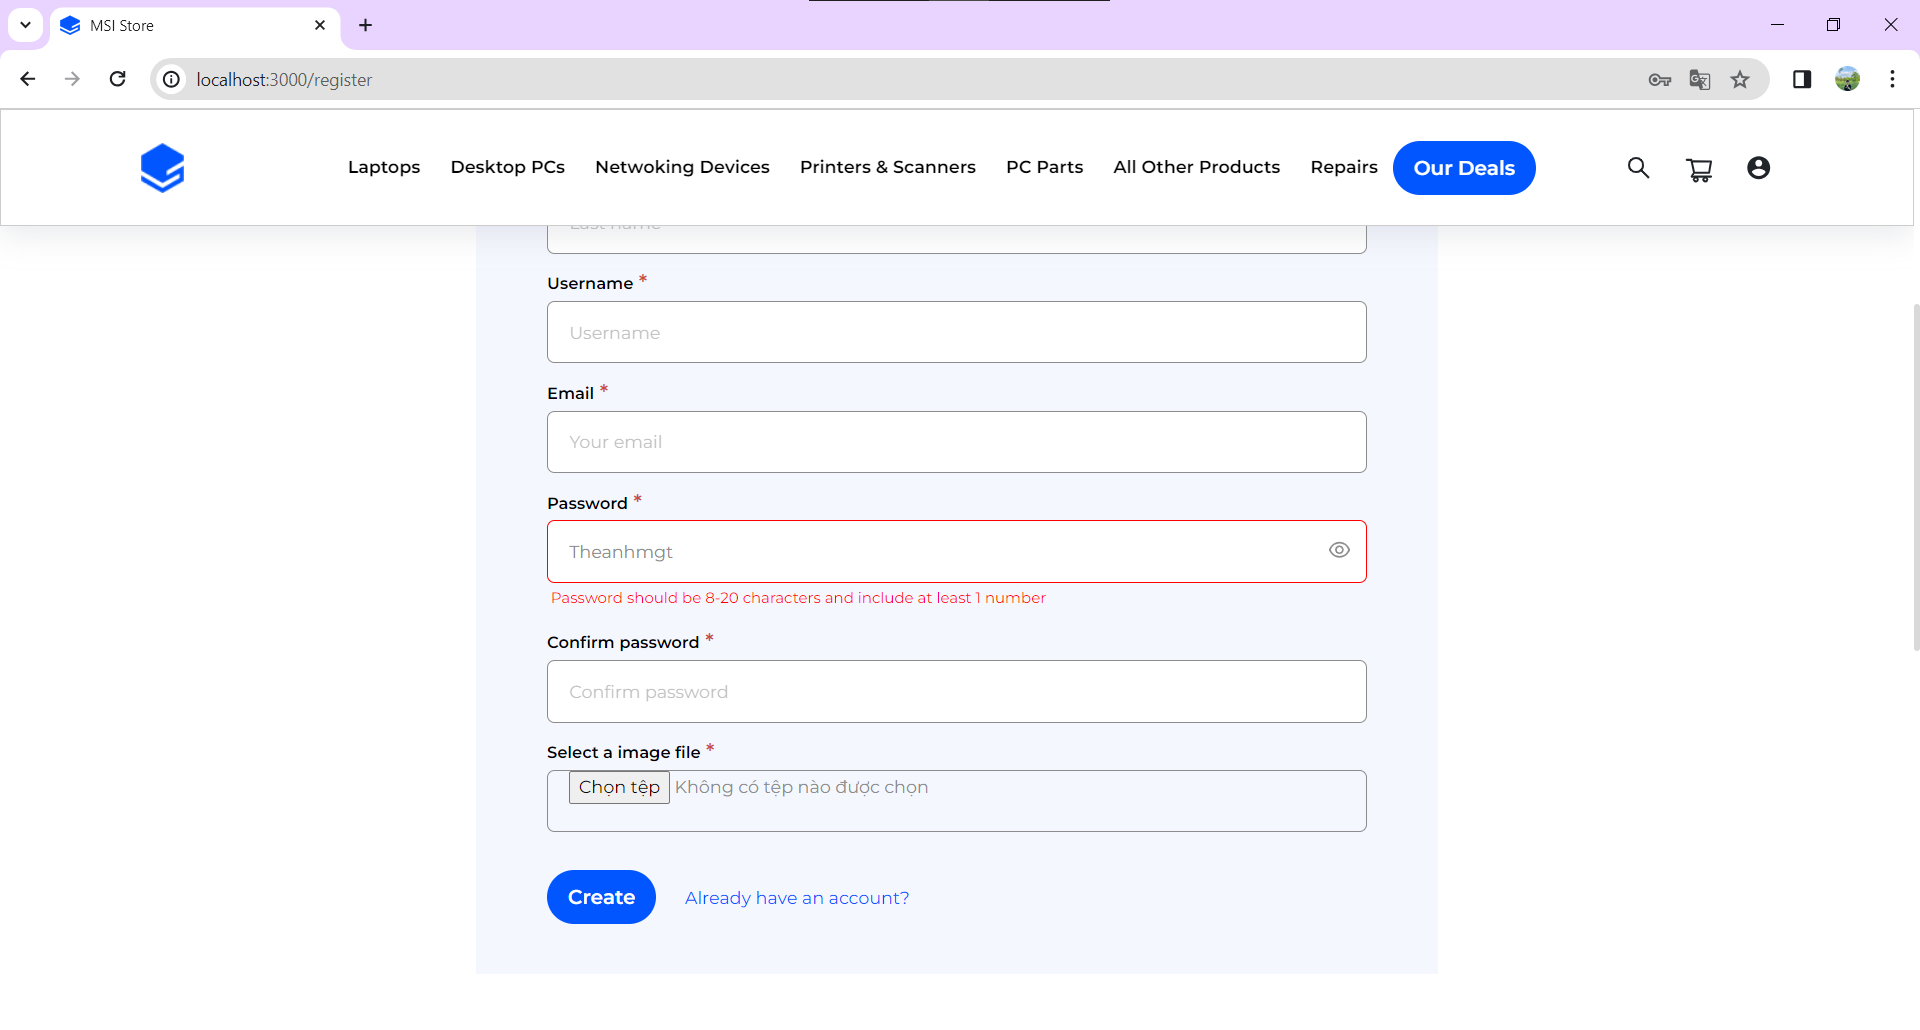 MSI Store
localhost:3000/register
Laptops Desktop PCs Netwoking Devices Printers & Scanners PC Parts All Other Products Repairs Our Deals
Last name
Username *
Username
Email *
Your email
Password *
Theanhmgt
Password should be 8-20 characters and include at least 1 number
Confirm password *
Confirm password
Select a image file *
Chọn tệp Không có tệp nào được chọn
Create Already have an account?